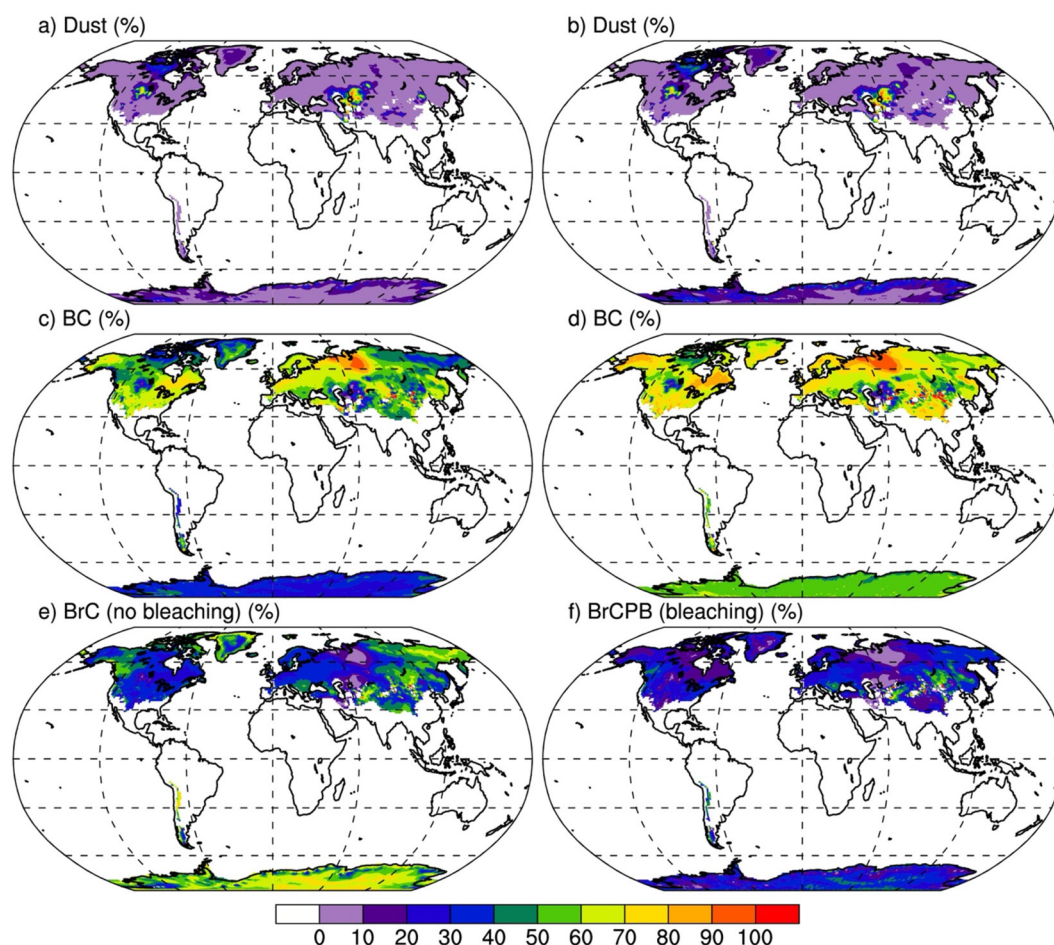 a) Dust (%)
b) Dust (%)
c) BC (%)
d) BC (%)
e) BrC (no bleaching) (%)
f) BrCPB (bleaching) (%)
0 10 20 30 40 50 60 70 80 90 100